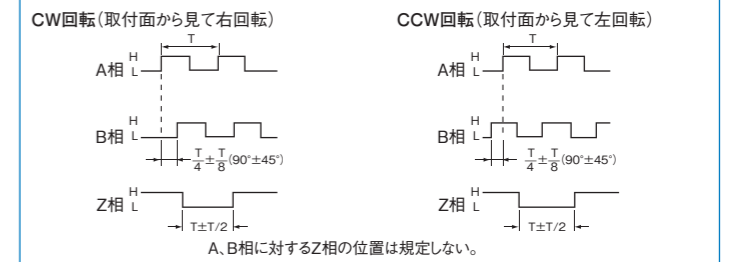 CW回転(取付面から見て右回転)
T
A相 H L
B相 H L
T/4±T/8(90°±45°)
Z相 H L
T±T/2
CCW回転(取付面から見て左回転)
T
A相 H L
B相 H L
T/4±T/8(90°±45°)
Z相 H L
T±T/2
A、B相に対するZ相の位置は規定しない。